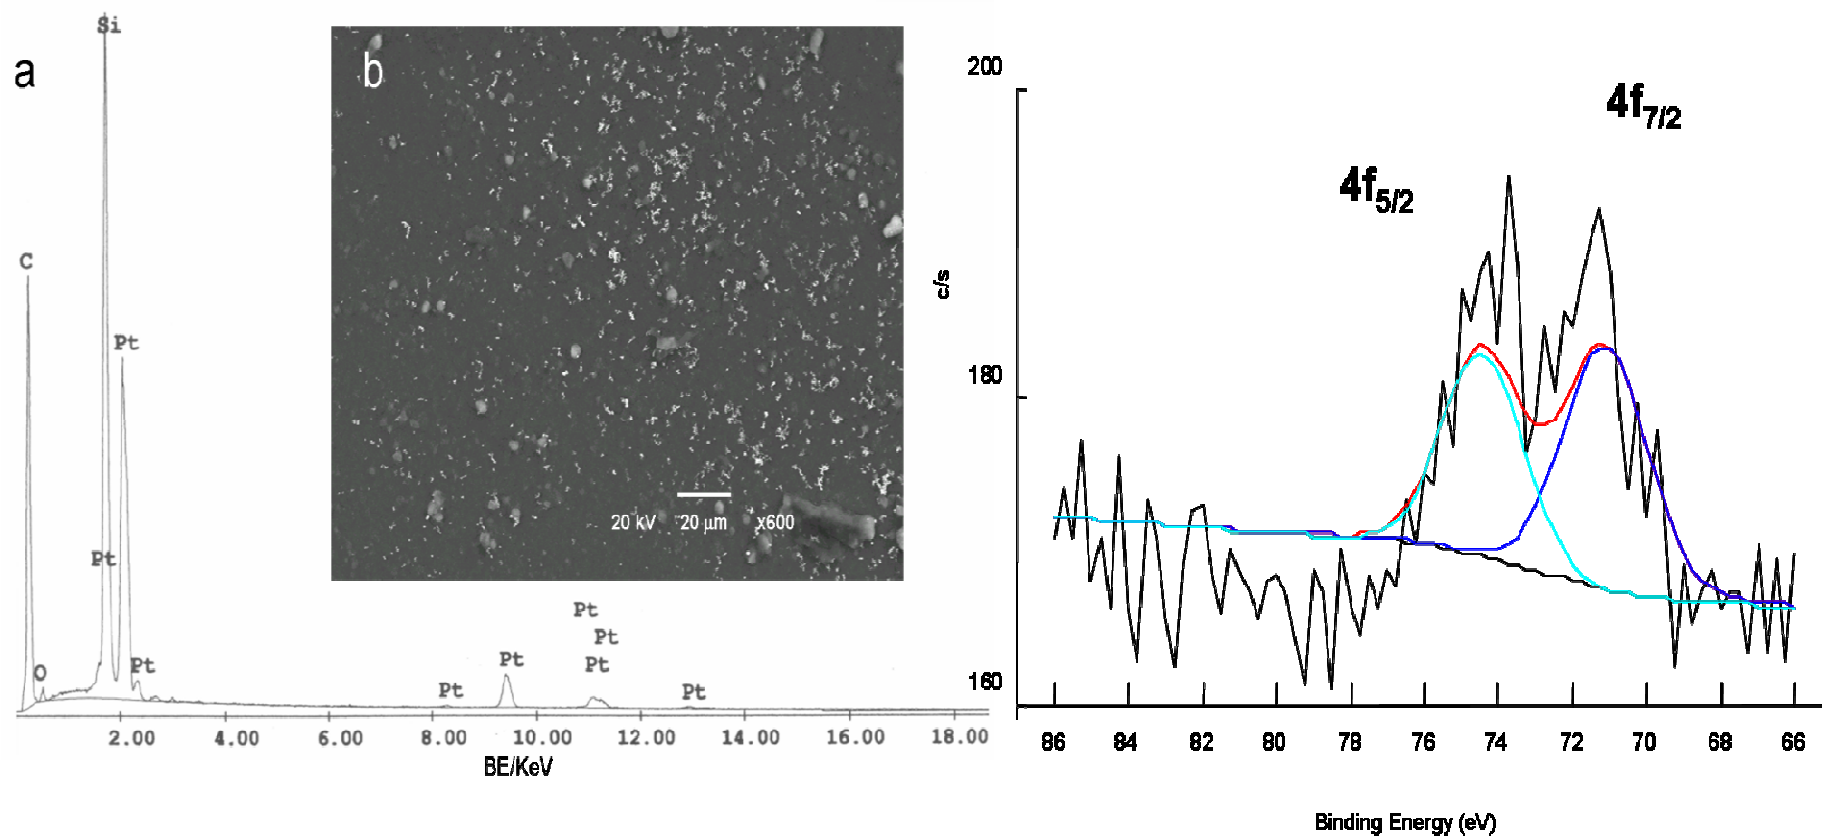 a
Si
C
Pt
Pt
O
Pt
Pt
Pt
Pt
Pt
Pt
Pt
2.00 4.00 6.00 8.00 10.00 12.00 14.00 16.00 18.00
BE/KeV
b
20 kV 20 μm x600
200
180
160
c/s
4f5/2
4f7/2
86 84 82 80 78 76 74 72 70 68 66
Binding Energy (eV)